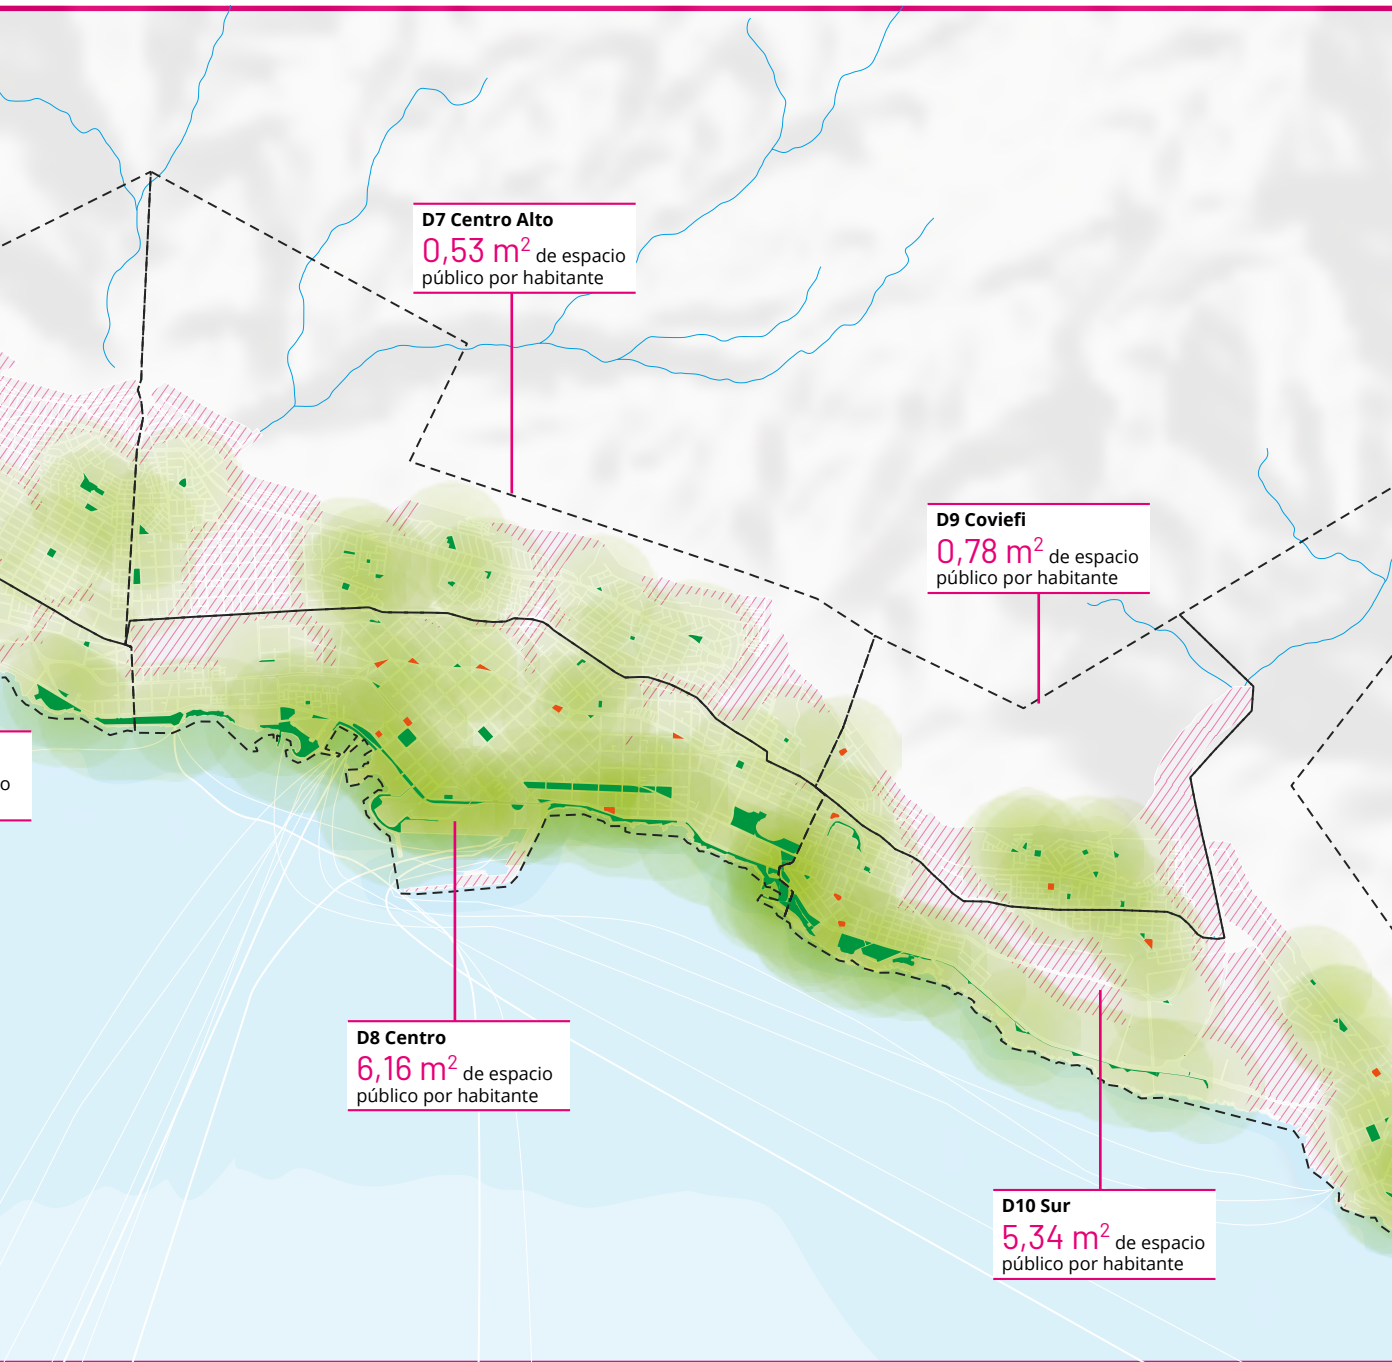 D7 Centro Alto
0,53 m² de espacio
público por habitante
D9 Coviefi
0,78 m² de espacio
público por habitante
o
D8 Centro
6,16 m² de espacio
público por habitante
D10 Sur
5,34 m² de espacio
público por habitante